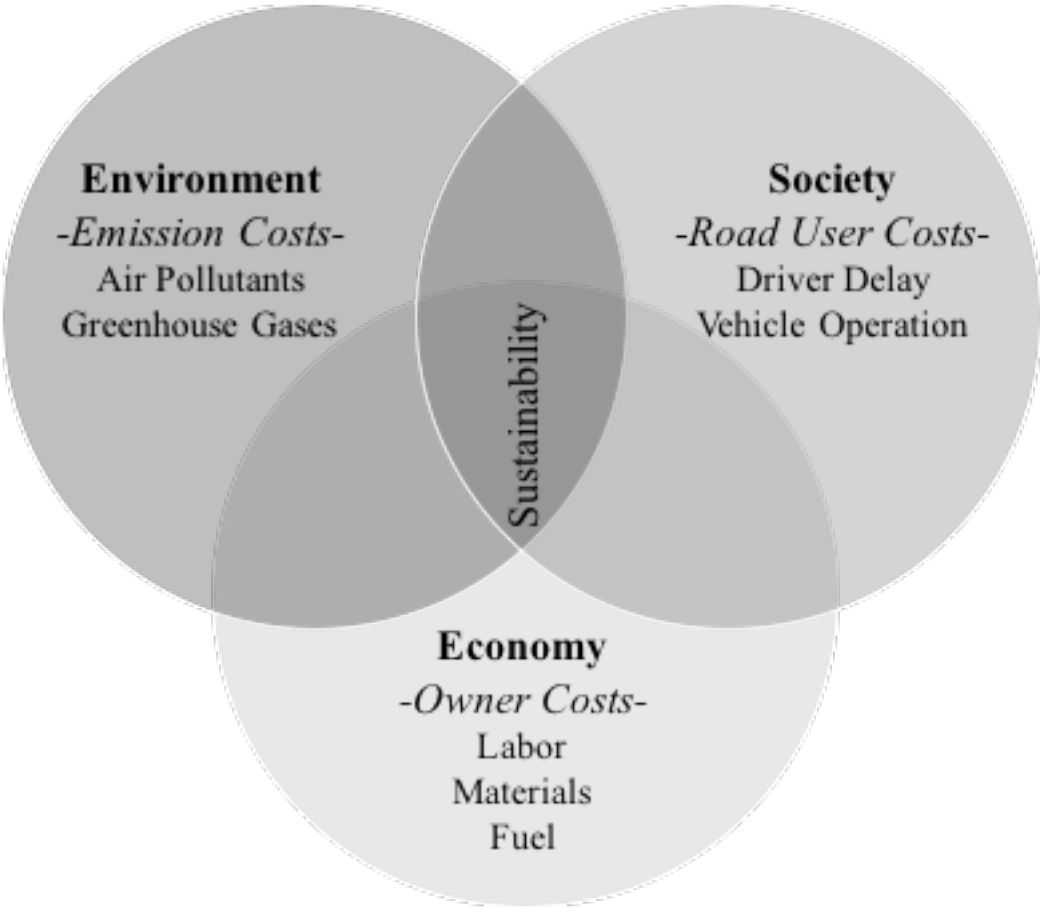 Environment
-Emission Costs-
Air Pollutants
Greenhouse Gases
Society
-Road User Costs-
Driver Delay
Vehicle Operation
Sustainability
Economy
-Owner Costs-
Labor
Materials
Fuel